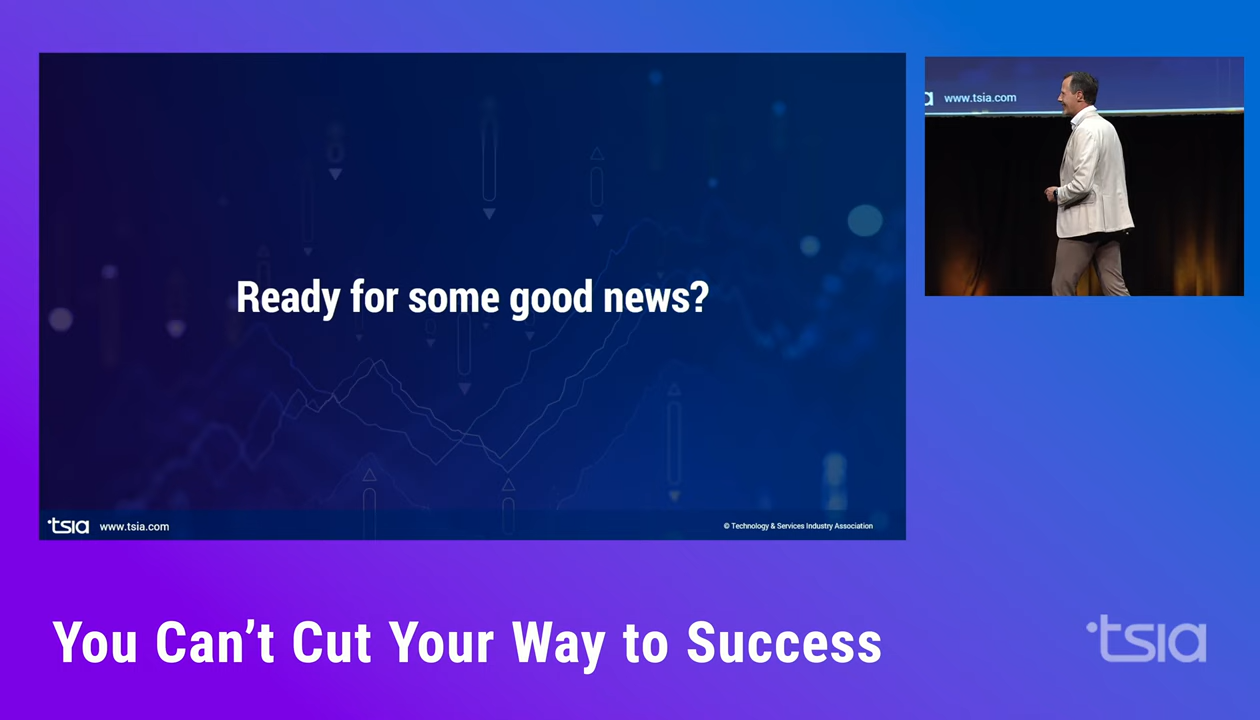 Ready for some good news?
tsia www.tsia.com
© Technology & Services Industry Association
www.tsia.com
You Can’t Cut Your Way to Success
tsia